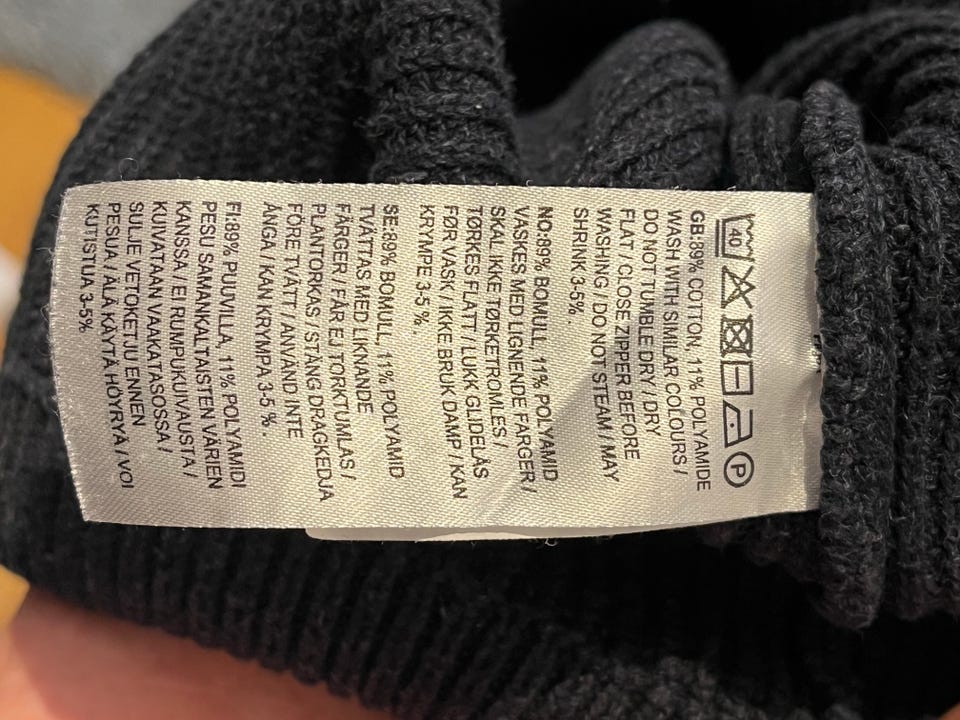 40
P
GB:89% COTTON, 11% POLYAMIDE
WASH WITH SIMILAR COLOURS /
DO NOT TUMBLE DRY / DRY
FLAT / CLOSE ZIPPER BEFORE
WASHING / DO NOT STEAM / MAY
SHRINK 3-5% .
NO:89% BOMULL, 11% POLYAMID
VASKES MED LIGNENDE FARGER /
SKAL IKKE TØRKETROMLES /
TØRKES FLATT / LUKK GLIDELÅS
FØR VASK / IKKE BRUK DAMP / KAN
KRYMPE 3-5 % .
SE:89% BOMULL, 11% POLYAMID
TVÄTTAS MED LIKNANDE
FÄRGER / FÅR EJ TORKTUMLAS /
PLANTORKAS / STÄNG DRAGKEDJA
FÖRE TVÄTT / ANVÄND INTE
ÅNGA / KAN KRYMPA 3-5 % .
FI:89% PUUVILLA, 11% POLYAMIDI
PESU SAMANKALTAISTEN VÄRIEN
KANSSA / EI RUMPUKUIVAUSTA /
KUIVATAAN VAAKATASOSSA /
SULJE VETOKETJU ENNEN
PESUA / ÄLÄ KÄYTÄ HÖYRYÄ / VOI
KUTISTUA 3-5%